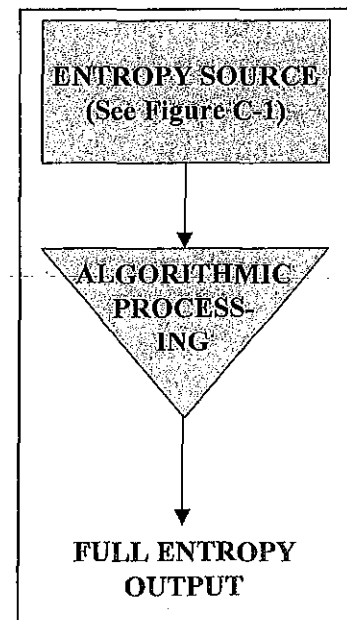 ENTROPY SOURCE
(See Figure C-1)
ALGORITHMIC
PROCESS-
ING
FULL ENTROPY
OUTPUT